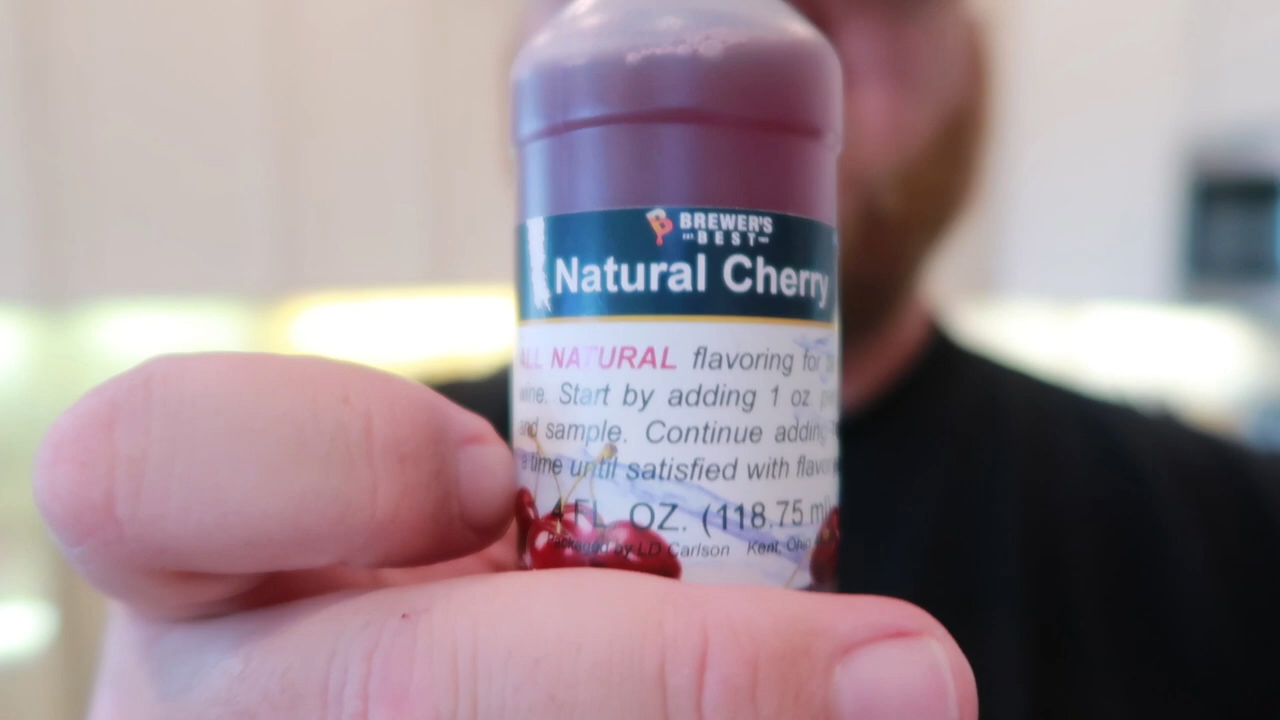 BREWER'S
BEST
Natural Cherry
ALL NATURAL flavoring for
wine. Start by adding 1 oz
and sample. Continue adding
a time until satisfied with flavor
4 FL OZ. (118.75 ml)
Packaged by LD Carlson Kent, Ohio